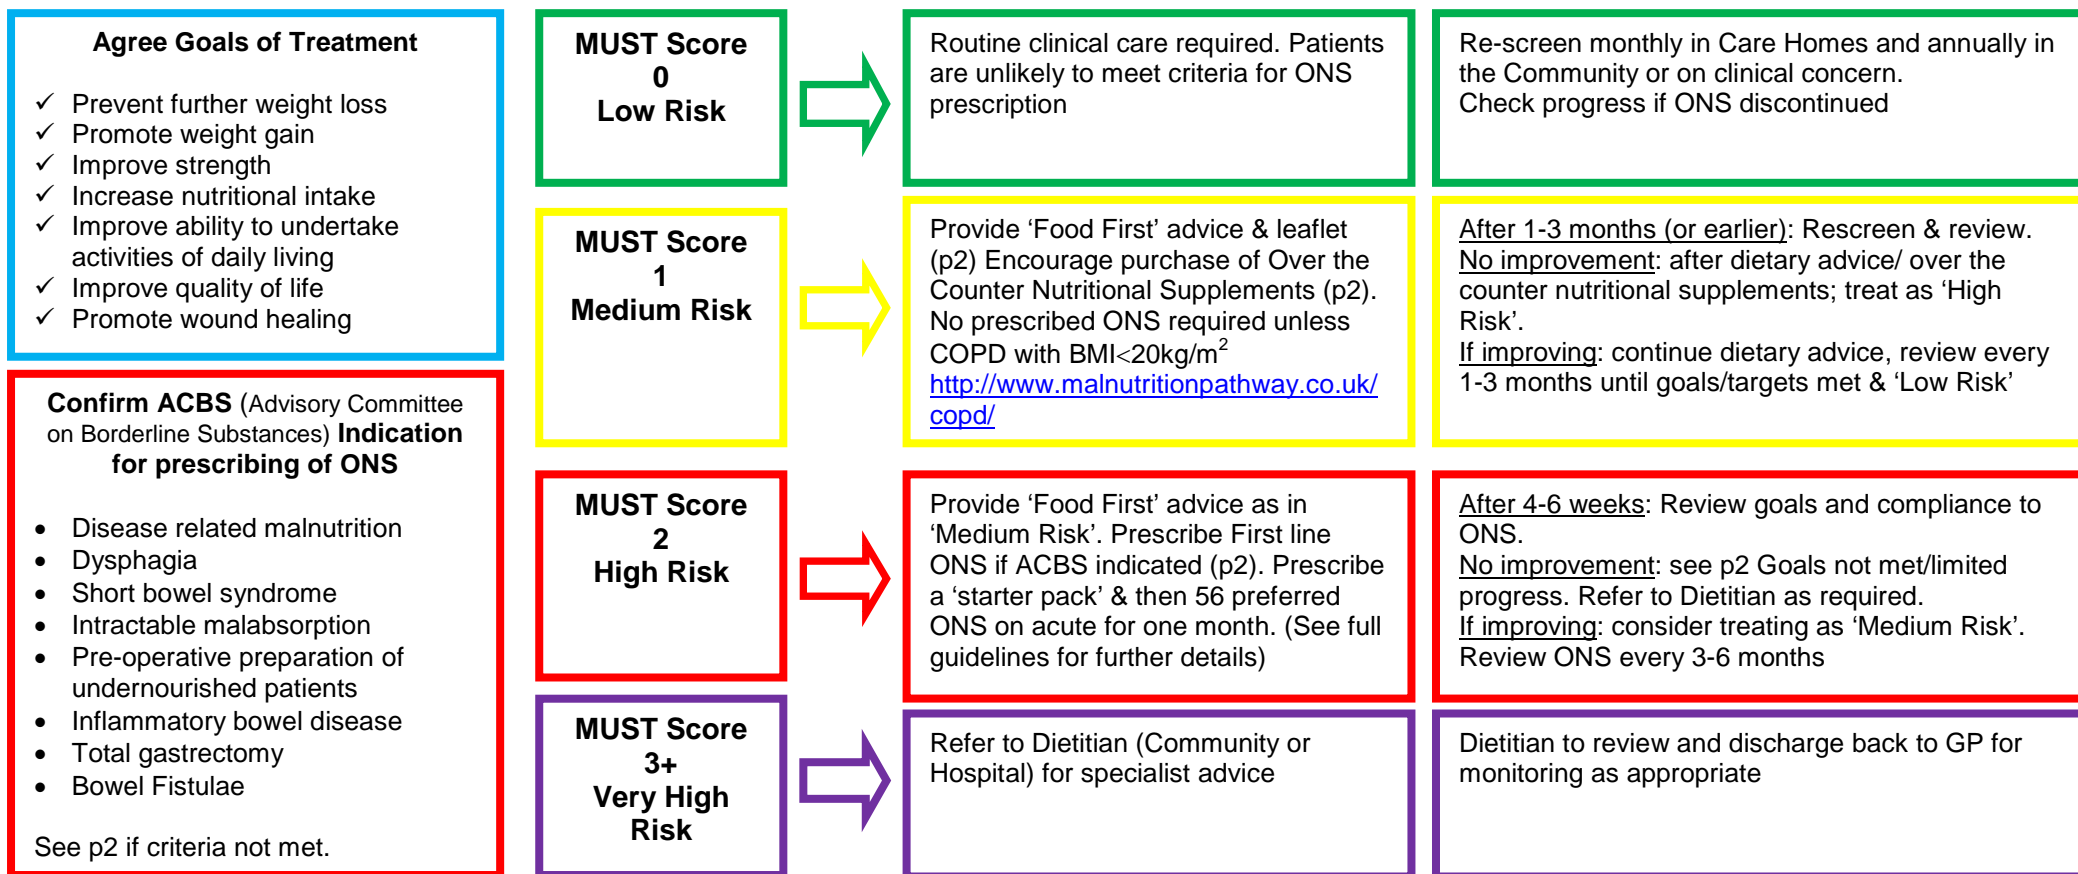 Agree Goals of Treatment
✓ Prevent further weight loss
✓ Promote weight gain
✓ Improve strength
✓ Increase nutritional intake
✓ Improve ability to undertake
activities of daily living
✓ Improve quality of life
✓ Promote wound healing
Confirm ACBS (Advisory Committee
on Borderline Substances) Indication
for prescribing of ONS
• Disease related malnutrition
• Dysphagia
• Short bowel syndrome
• Intractable malabsorption
• Pre-operative preparation of
undernourished patients
• Inflammatory bowel disease
• Total gastrectomy
• Bowel Fistulae
See p2 if criteria not met.
MUST Score
0
Low Risk
Routine clinical care required. Patients
are unlikely to meet criteria for ONS
prescription
Re-screen monthly in Care Homes and annually in
the Community or on clinical concern.
Check progress if ONS discontinued
MUST Score
1
Medium Risk
Provide ‘Food First’ advice & leaflet
(p2) Encourage purchase of Over the
Counter Nutritional Supplements (p2).
No prescribed ONS required unless
COPD with BMI<20kg/m²
http://www.malnutritionpathway.co.uk/
copd/
After 1-3 months (or earlier): Rescreen & review.
No improvement: after dietary advice/ over the
counter nutritional supplements; treat as ‘High
Risk’.
If improving: continue dietary advice, review every
1-3 months until goals/targets met & ‘Low Risk’
MUST Score
2
High Risk
Provide ‘Food First’ advice as in
‘Medium Risk’. Prescribe First line
ONS if ACBS indicated (p2). Prescribe
a ‘starter pack’ & then 56 preferred
ONS on acute for one month. (See full
guidelines for further details)
After 4-6 weeks: Review goals and compliance to
ONS.
No improvement: see p2 Goals not met/limited
progress. Refer to Dietitian as required.
If improving: consider treating as ‘Medium Risk’.
Review ONS every 3-6 months
MUST Score
3+
Very High
Risk
Refer to Dietitian (Community or
Hospital) for specialist advice
Dietitian to review and discharge back to GP for
monitoring as appropriate